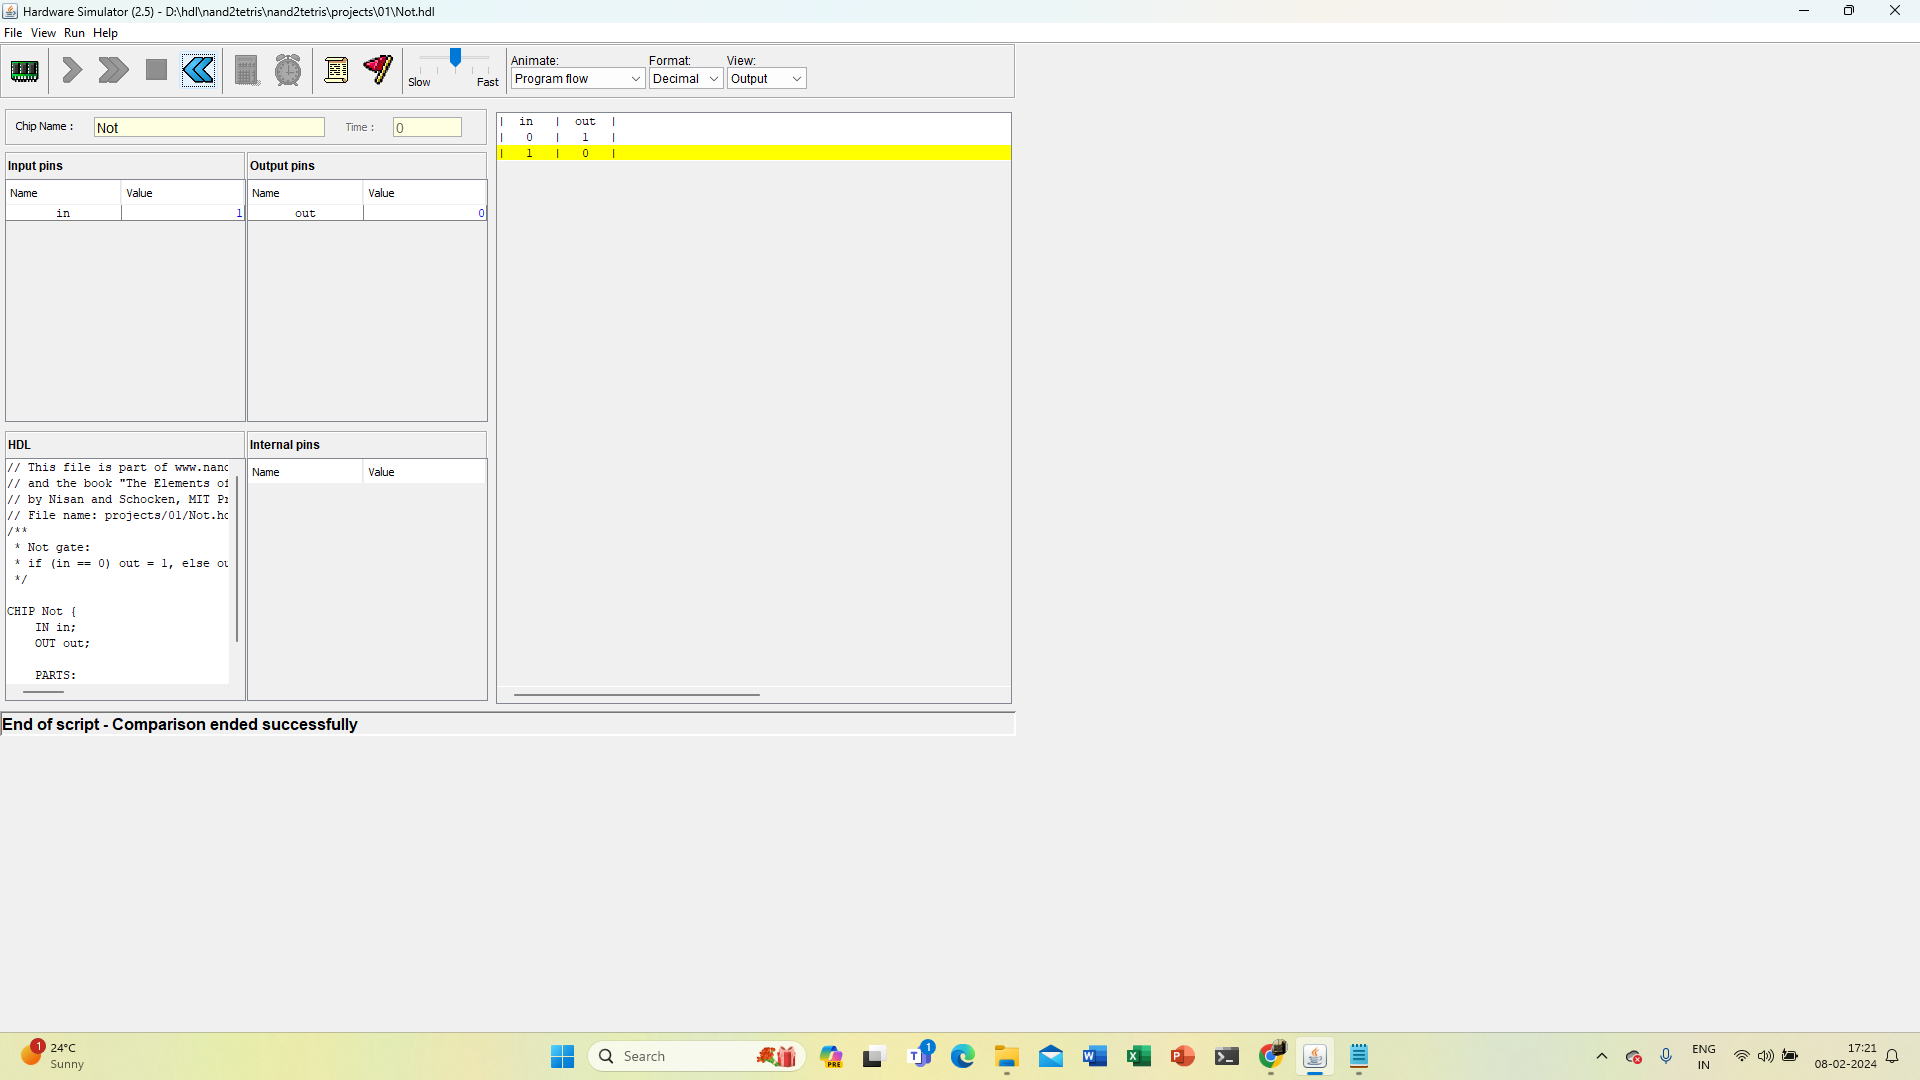 Hardware Simulator (2.5) - D:\hdl\nand2tetris\nand2tetris\projects\01\Not.hdl
File View Run Help
Slow Fast
Animate: Format: View:
Program flow Decimal Output
Chip Name : Not Time : 0
Input pins Output pins
Name Value Name Value
in 1 out 0
| in | out |
| 0 | 1 |
| 1 | 0 |
HDL Internal pins
Name Value
// This file is part of www.nand
// and the book "The Elements of
// by Nisan and Schocken, MIT Pr
// File name: projects/01/Not.hd
/**
* Not gate:
* if (in == 0) out = 1, else ou
*/
CHIP Not {
IN in;
OUT out;
PARTS:
End of script - Comparison ended successfully
1
24°C
Sunny
Search
PRE
1
ENG
IN
17:21
08-02-2024